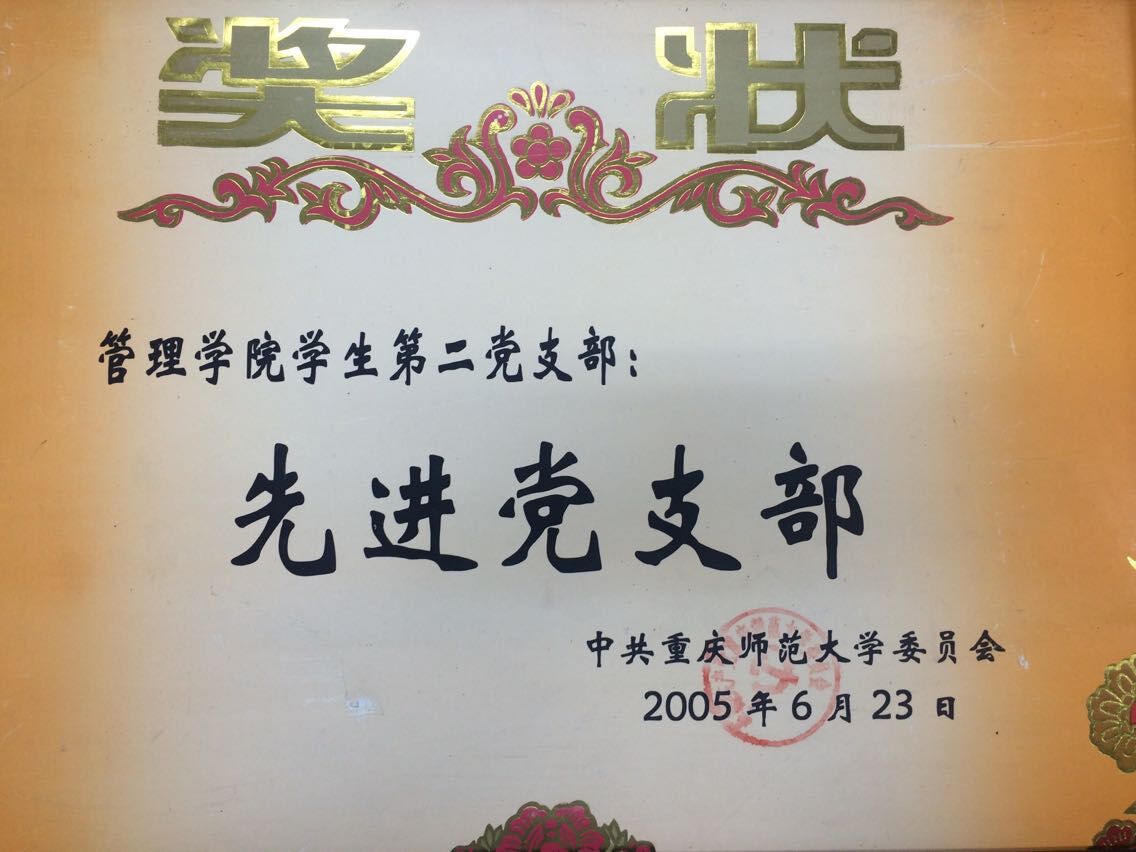 奖状
管理学院学生第二党支部：
先进党支部
中共重庆师范大学委员会
2005年6月23日